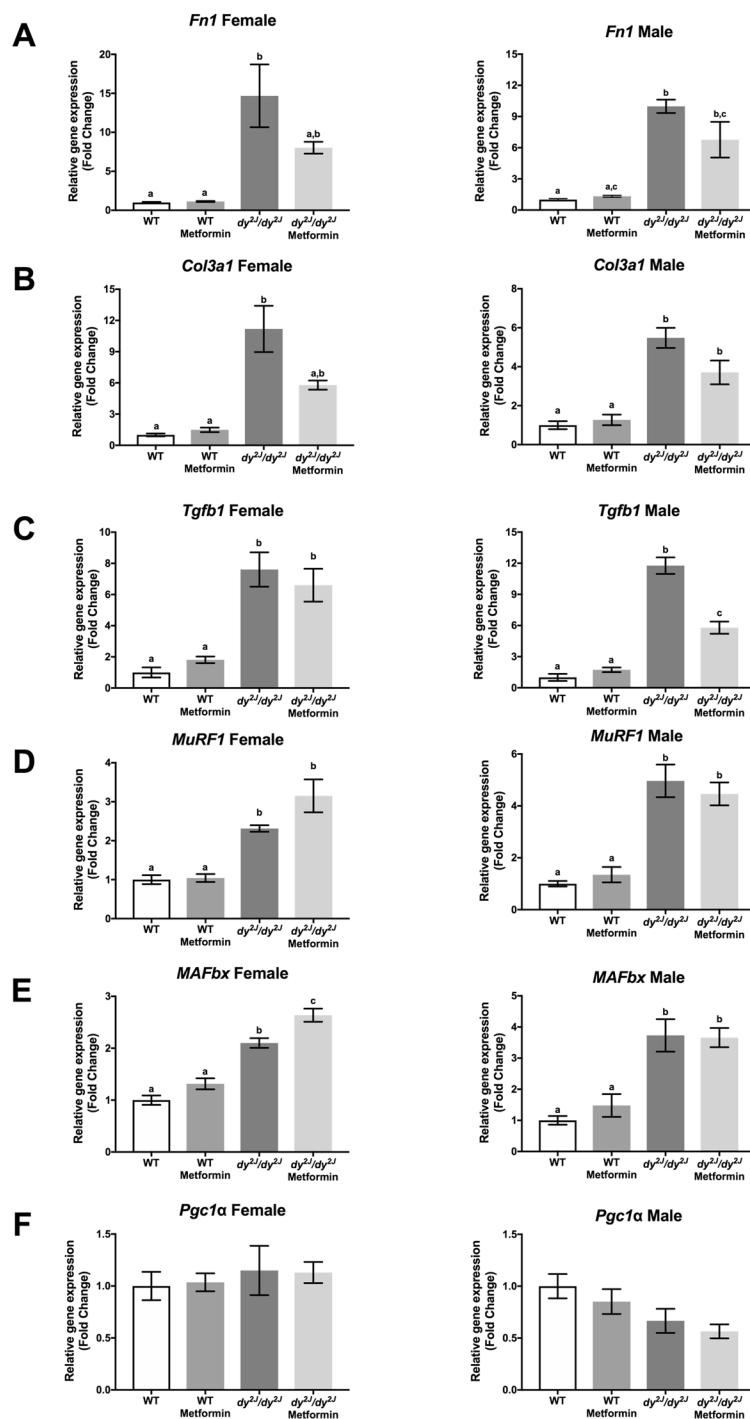 A
Fn1 Female
Relative gene expression
(Fold Change)
20
15
10
5
0
a
a
b
a,b
WT
WT
Metformin
dy2J/dy2J
dy2J/dy2J
Metformin
Fn1 Male
Relative gene expression
(Fold Change)
15
12
9
6
3
0
a
a,c
b
b,c
WT
WT
Metformin
dy2J/dy2J
dy2J/dy2J
Metformin
B
Col3a1 Female
Relative gene expression
(Fold Change)
15
12
9
6
3
0
a
a
b
a,b
WT
WT
Metformin
dy2J/dy2J
dy2J/dy2J
Metformin
Col3a1 Male
Relative gene expression
(Fold Change)
8
6
4
2
0
a
a
b
b
WT
WT
Metformin
dy2J/dy2J
dy2J/dy2J
Metformin
C
Tgfb1 Female
Relative gene expression
(Fold Change)
10
8
6
4
2
0
a
a
b
b
WT
WT
Metformin
dy2J/dy2J
dy2J/dy2J
Metformin
Tgfb1 Male
Relative gene expression
(Fold Change)
15
12
9
6
3
0
a
a
b
c
WT
WT
Metformin
dy2J/dy2J
dy2J/dy2J
Metformin
D
MuRF1 Female
Relative gene expression
(Fold Change)
4
3
2
1
0
a
a
b
b
WT
WT
Metformin
dy2J/dy2J
dy2J/dy2J
Metformin
MuRF1 Male
Relative gene expression
(Fold Change)
6
4
2
0
a
a
b
b
WT
WT
Metformin
dy2J/dy2J
dy2J/dy2J
Metformin
E
MAFbx Female
Relative gene expression
(Fold Change)
3
2
1
0
a
a
b
c
WT
WT
Metformin
dy2J/dy2J
dy2J/dy2J
Metformin
MAFbx Male
Relative gene expression
(Fold Change)
5
4
3
2
1
0
a
a
b
b
WT
WT
Metformin
dy2J/dy2J
dy2J/dy2J
Metformin
F
Pgc1α Female
Relative gene expression
(Fold Change)
1.5
1.0
0.5
0.0
WT
WT
Metformin
dy2J/dy2J
dy2J/dy2J
Metformin
Pgc1α Male
Relative gene expression
(Fold Change)
1.5
1.0
0.5
0.0
WT
WT
Metformin
dy2J/dy2J
dy2J/dy2J
Metformin